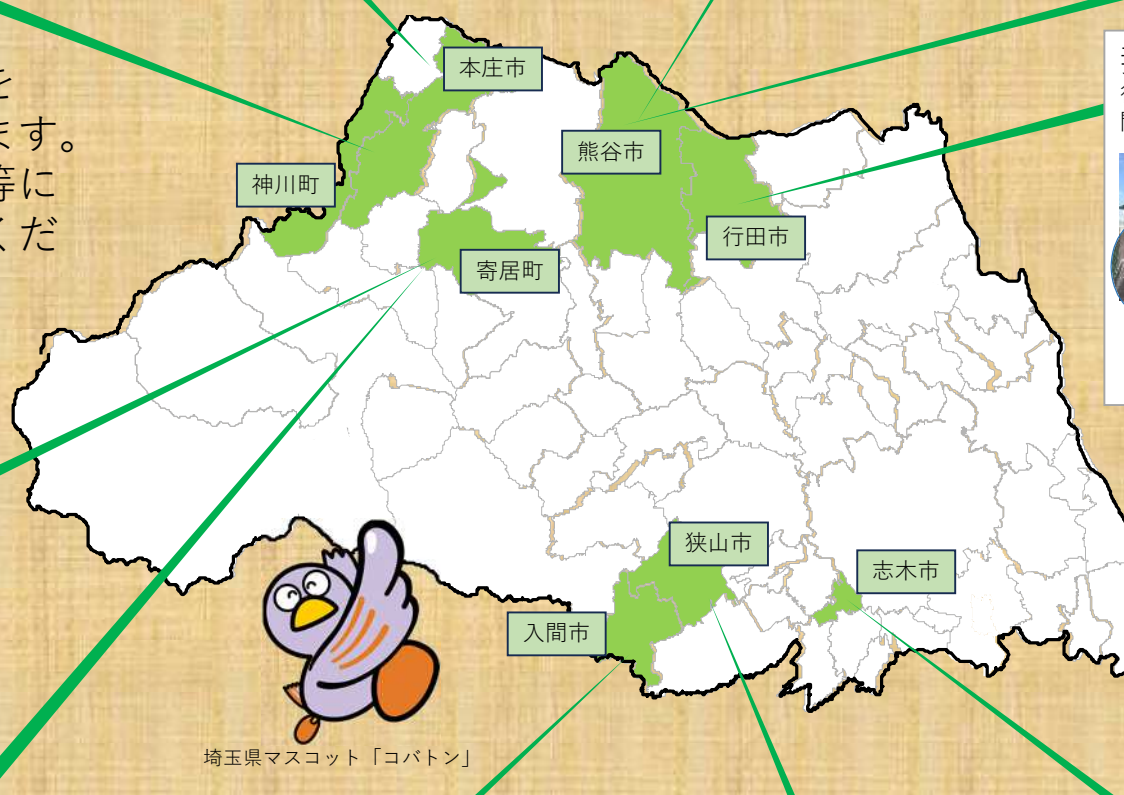 を
ます。
等に
くだ
本庄市
熊谷市
神川町
行田市
寄居町
狭山市
志木市
入間市
埼玉県マスコット「コバトン」